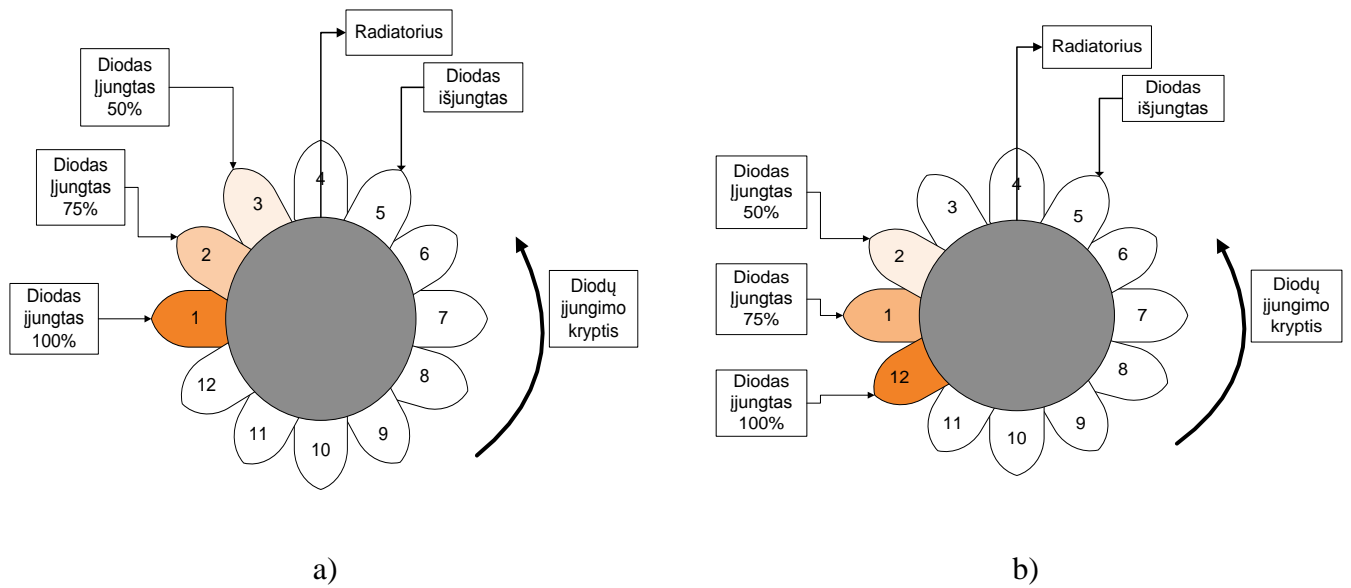 Radiatorius
Diodas
Įjungtas
50%
Diodas
išjungtas
Diodas
Įjungtas
75%
Diodas
įjungtas
100%
4
3
5
2
6
1
7
12
8
11
9
10
Diodų
įjungimo
kryptis
a)
Radiatorius
Diodas
išjungtas
Diodas
Įjungtas
50%
Diodas
Įjungtas
75%
Diodas
įjungtas
100%
4
3
5
2
6
1
7
12
8
11
9
10
Diodų
įjungimo
kryptis
b)